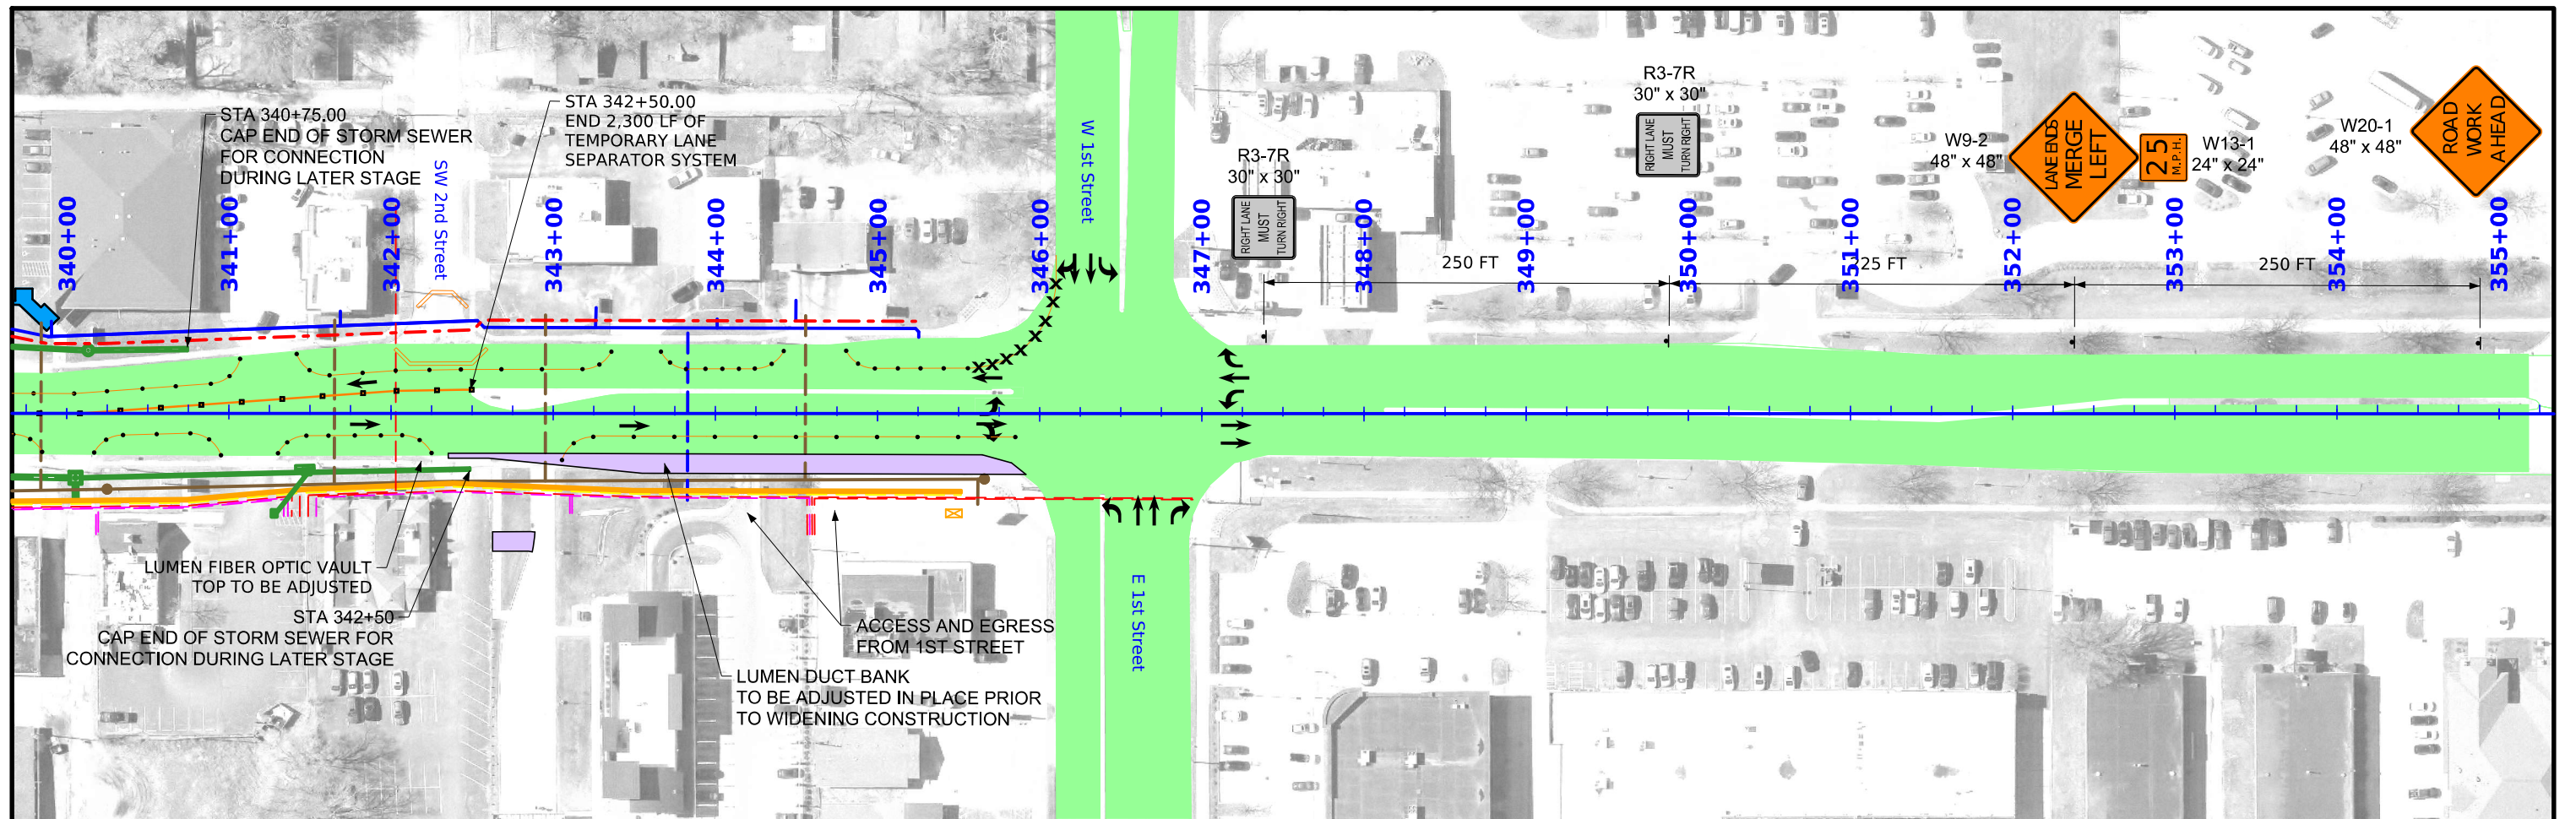 STA 340+75.00
CAP END OF STORM SEWER
FOR CONNECTION
DURING LATER STAGE
STA 342+50.00
END 2,300 LF OF
TEMPORARY LANE
SEPARATOR SYSTEM
SW 2nd Street
W 1st Street
R3-7R
30" x 30"
RIGHT LANE
MUST
TURN RIGHT
R3-7R
30" x 30"
RIGHT LANE
MUST
TURN RIGHT
W9-2
48" x 48"
LANE ENDS
MERGE
LEFT
25
M.P.H.
W13-1
24" x 24"
W20-1
48" x 48"
ROAD
WORK
AHEAD
340+00
341+00
342+00
343+00
344+00
345+00
346+00
347+00
348+00
349+00
350+00
351+00
352+00
353+00
354+00
355+00
250 FT
225 FT
250 FT
LUMEN FIBER OPTIC VAULT
TOP TO BE ADJUSTED
STA 342+50
CAP END OF STORM SEWER FOR
CONNECTION DURING LATER STAGE
LUMEN DUCT BANK
TO BE ADJUSTED IN PLACE PRIOR
TO WIDENING CONSTRUCTION
ACCESS AND EGRESS
FROM 1ST STREET
E 1st Street